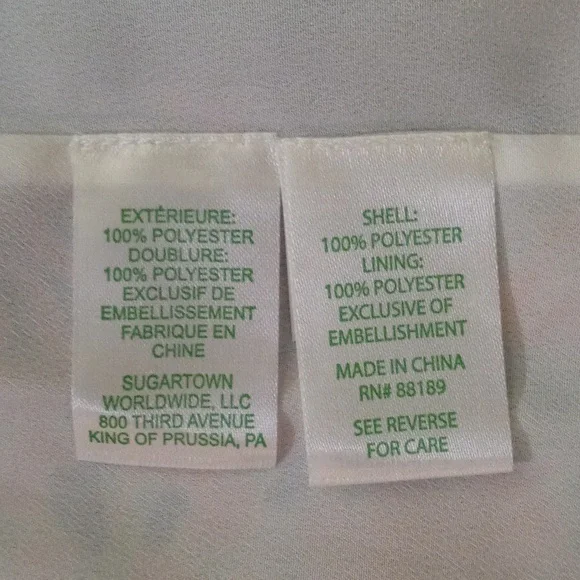 EXTÉRIEURE:
100% POLYESTER
DOUBLURE:
100% POLYESTER
EXCLUSIF DE
EMBELLISSEMENT
FABRIQUE EN
CHINE
SUGARTOWN
WORLDWIDE, LLC
800 THIRD AVENUE
KING OF PRUSSIA, PA
SHELL:
100% POLYESTER
LINING:
100% POLYESTER
EXCLUSIVE OF
EMBELLISHMENT
MADE IN CHINA
RN# 88189
SEE REVERSE
FOR CARE